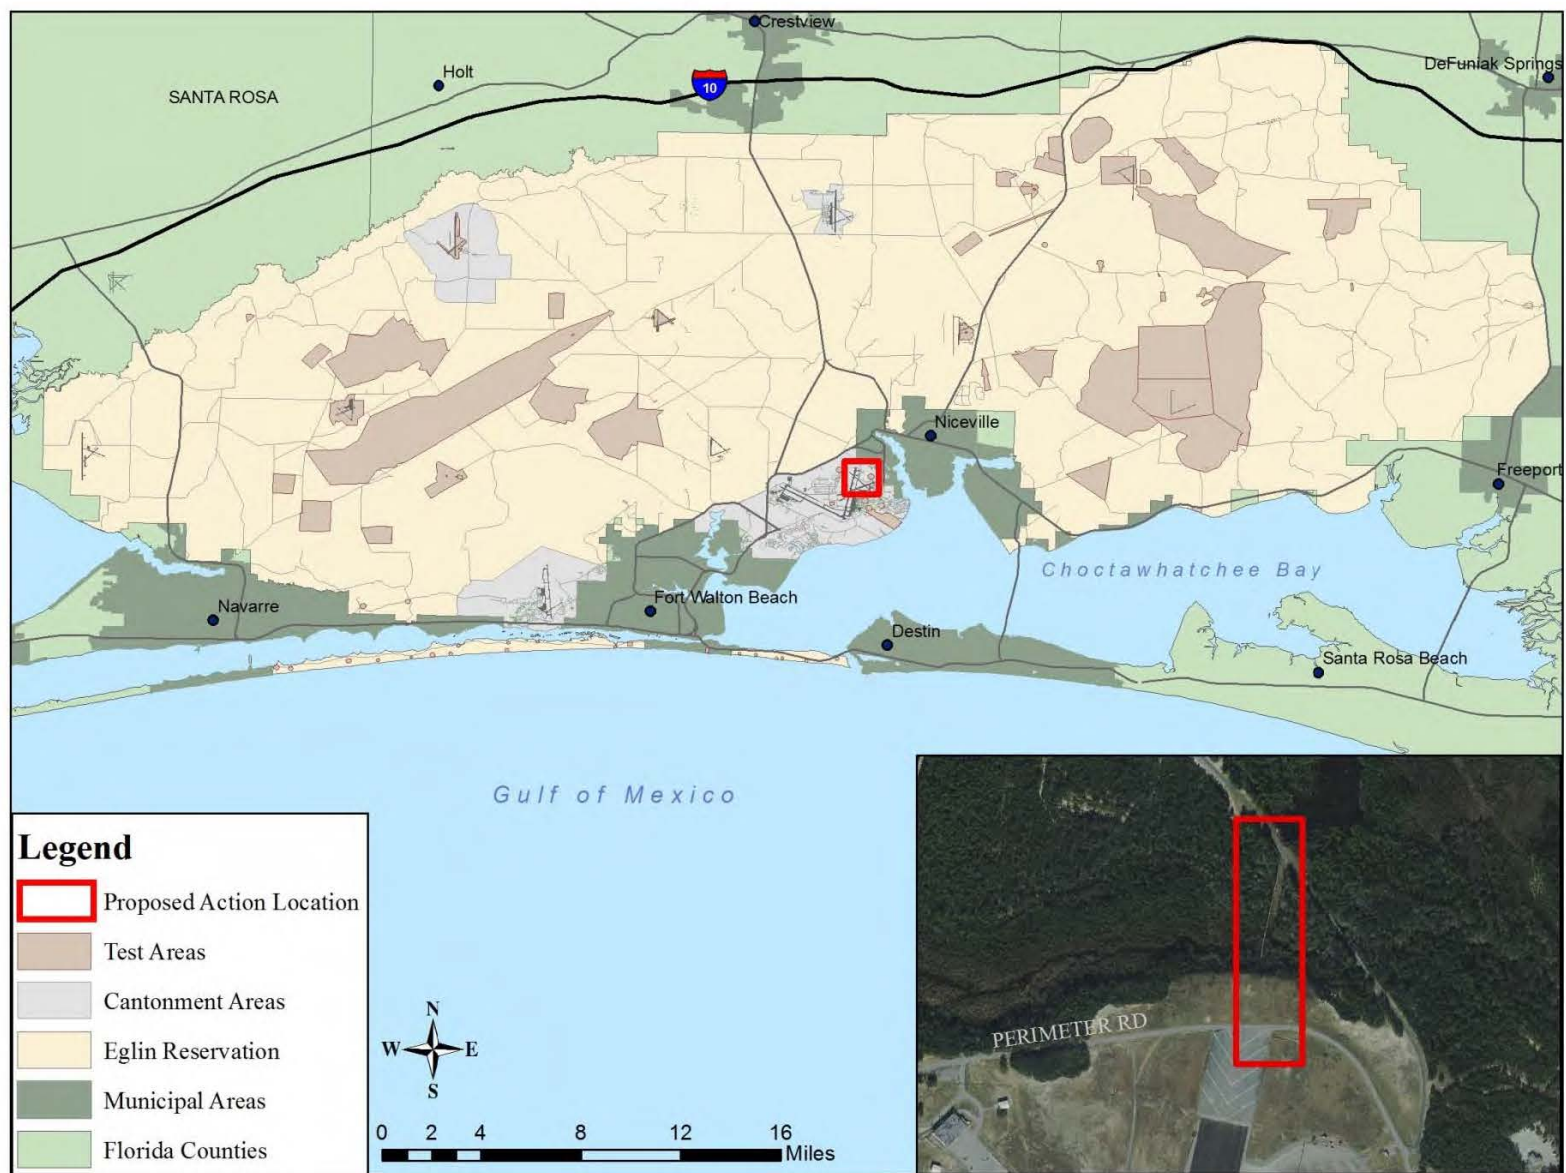 Crestview
Holt
DeFuniak Springs
SANTA ROSA
10
Niceville
Freeport
Choctawhatchee Bay
Navarre
Fort Walton Beach
Destin
Santa Rosa Beach
Gulf of Mexico
Legend
Proposed Action Location
Test Areas
Cantonment Areas
Eglin Reservation
Municipal Areas
Florida Counties
N
W E
S
0 2 4 8 12 16
Miles
PERIMETER RD